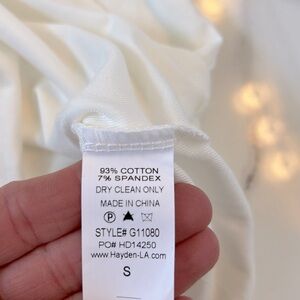 93% COTTON
7% SPANDEX
DRY CLEAN ONLY
MADE IN CHINA
P
STYLE# G11080
PO# HD14250
www.Hayden-LA.com
S